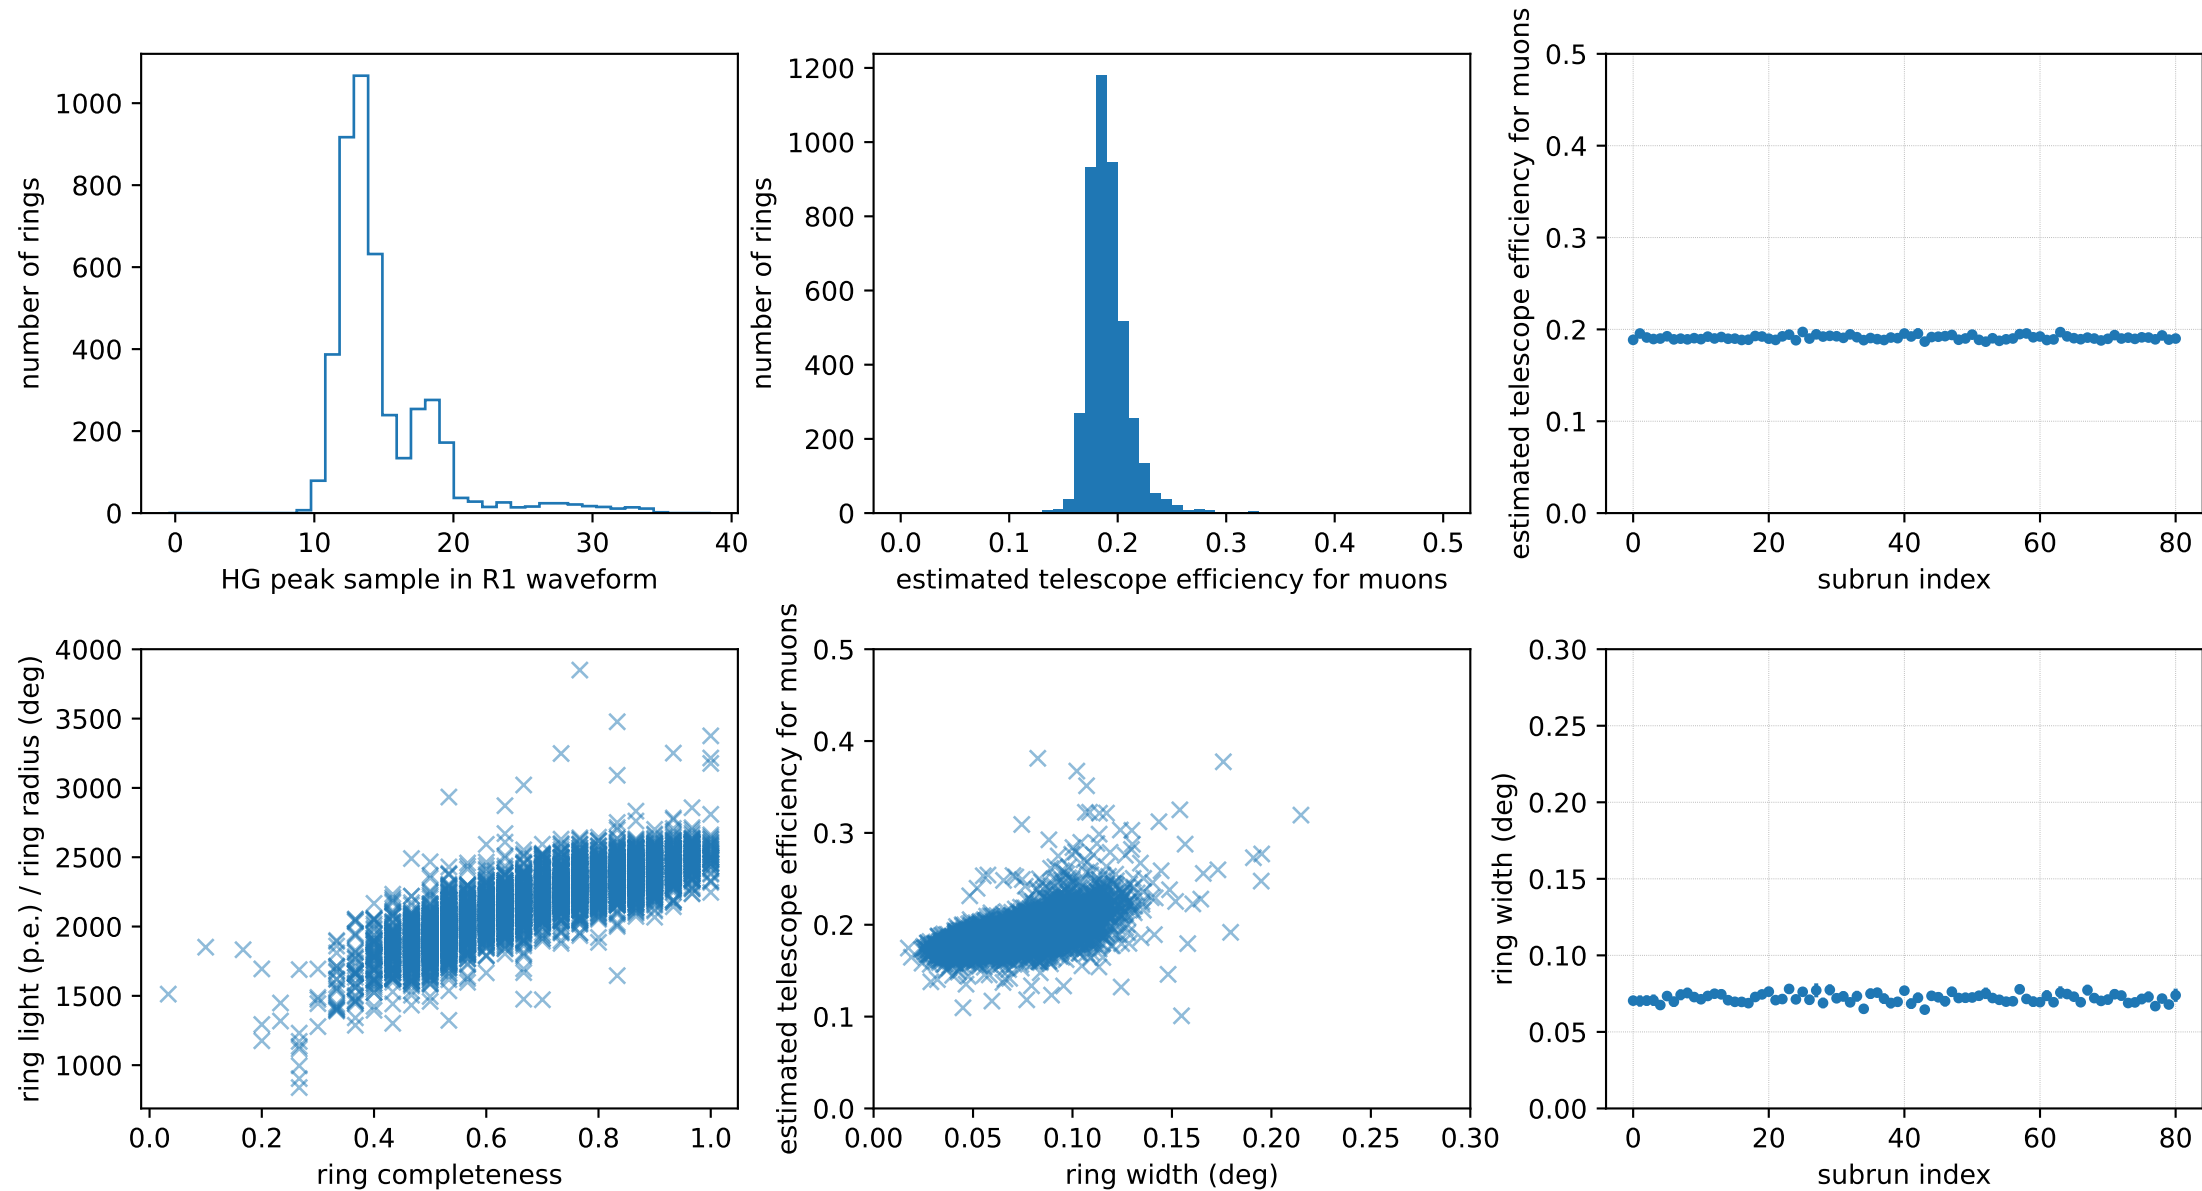 number of rings
1000
800
600
400
200
0
0 10 20 30 40
HG peak sample in R1 waveform
number of rings
1200
1000
800
600
400
200
0
0.0 0.1 0.2 0.3 0.4 0.5
estimated telescope efficiency for muons
estimated telescope efficiency for muons
0.5
0.4
0.3
0.2
0.1
0.0
0 20 40 60 80
subrun index
ring light (p.e.) / ring radius (deg)
4000
3500
3000
2500
2000
1500
1000
0.0 0.2 0.4 0.6 0.8 1.0
ring completeness
estimated telescope efficiency for muons
0.5
0.4
0.3
0.2
0.1
0.0
0.00 0.05 0.10 0.15 0.20 0.25 0.30
ring width (deg)
ring width (deg)
0.30
0.25
0.20
0.15
0.10
0.05
0.00
0 20 40 60 80
subrun index